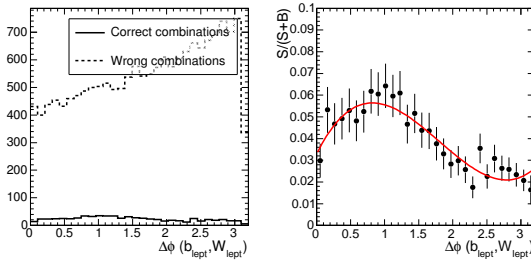 Correct combinations
Wrong combinations
700
600
500
400
300
200
100
0
0 0.5 1 1.5 2 2.5 3
Δϕ (b_lept,W_lept)
S/(S+B)
0.1
0.09
0.08
0.07
0.06
0.05
0.04
0.03
0.02
0.01
0
0 0.5 1 1.5 2 2.5 3
Δϕ (b_lept,W_lept)